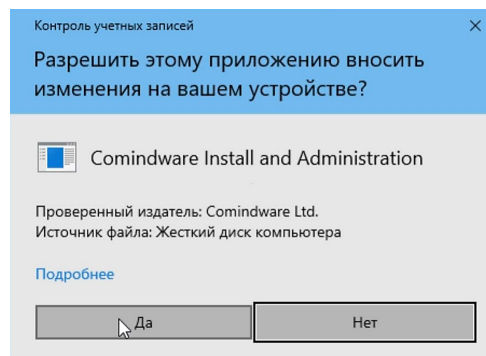 Контроль учетных записей
Разрешить этому приложению вносить
изменения на вашем устройстве?
Comindware Install and Administration
Проверенный издатель: Comindware Ltd.
Источник файла: Жесткий диск компьютера
Подробнее
Да
Нет